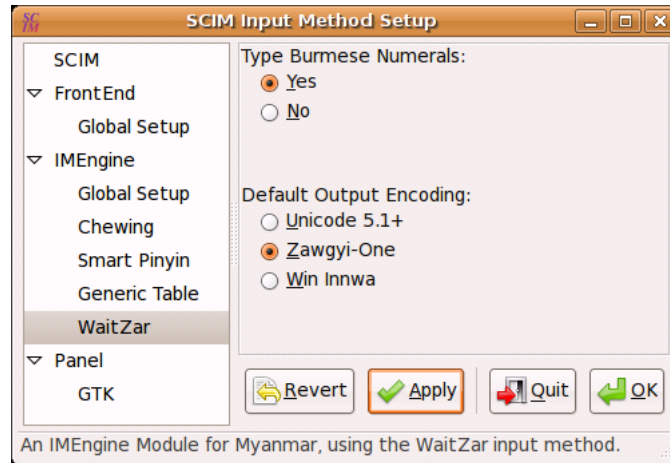 SCIM Input Method Setup
SCIM
FrontEnd
Global Setup
IMEngine
Global Setup
Chewing
Smart Pinyin
Generic Table
WaitZar
Panel
GTK
Type Burmese Numerals:
Yes
No
Default Output Encoding:
Unicode 5.1+
Zawgyi-One
Win Innwa
Revert
Apply
Quit
OK
An IMEngine Module for Myanmar, using the WaitZar input method.